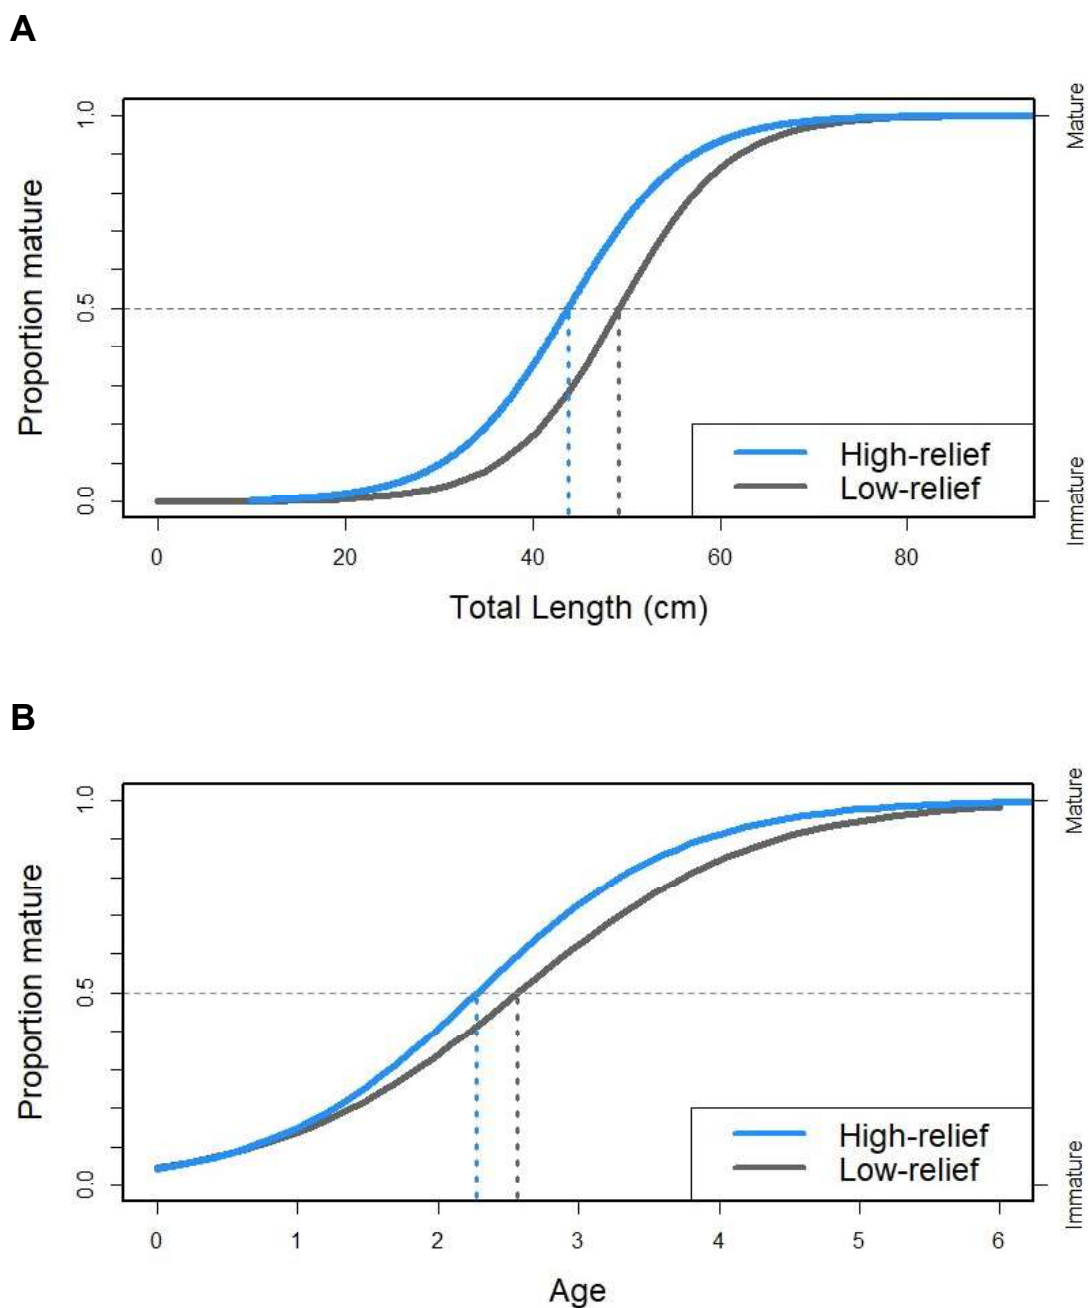 A
Proportion mature
1.0
0.5
0.0
Mature
Immature
High-relief
Low-relief
0 20 40 60 80
Total Length (cm)
B
Proportion mature
1.0
0.5
0.0
Mature
Immature
High-relief
Low-relief
0 1 2 3 4 5 6
Age